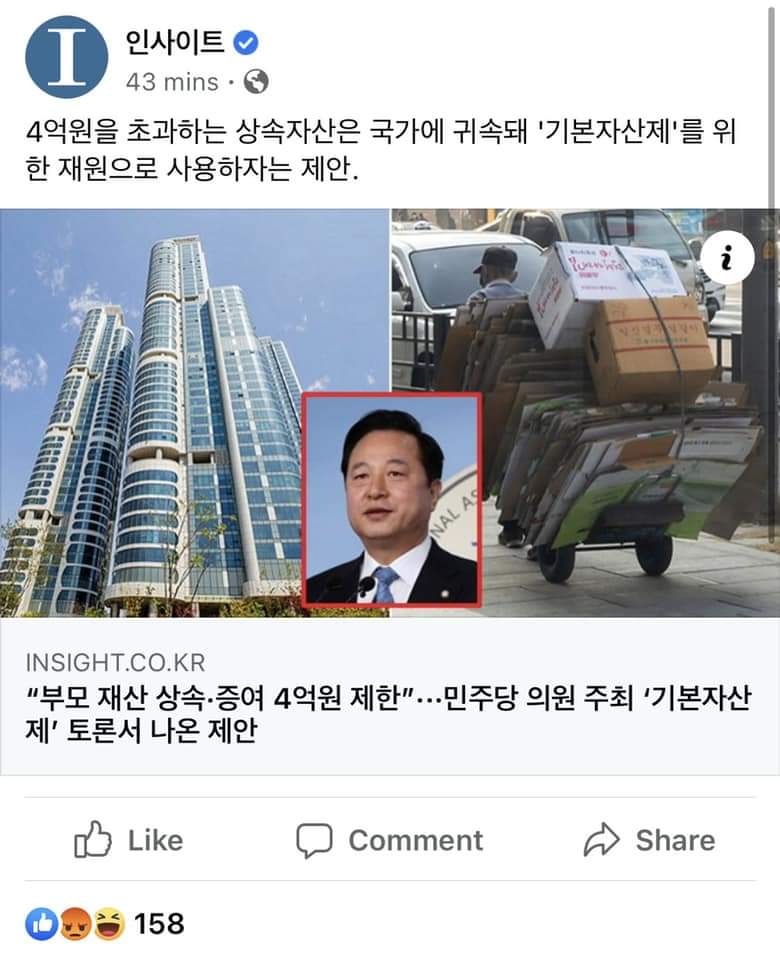 I
인사이트
43 mins ·
4억원을 초과하는 상속자산은 국가에 귀속돼 '기본자산제'를 위
한 재원으로 사용하자는 제안.
i
NAL AS
INSIGHT.CO.KR
“부모 재산 상속·증여 4억원 제한”…민주당 의원 주최 ‘기본자산
제’ 토론서 나온 제안
Like
Comment
Share
158